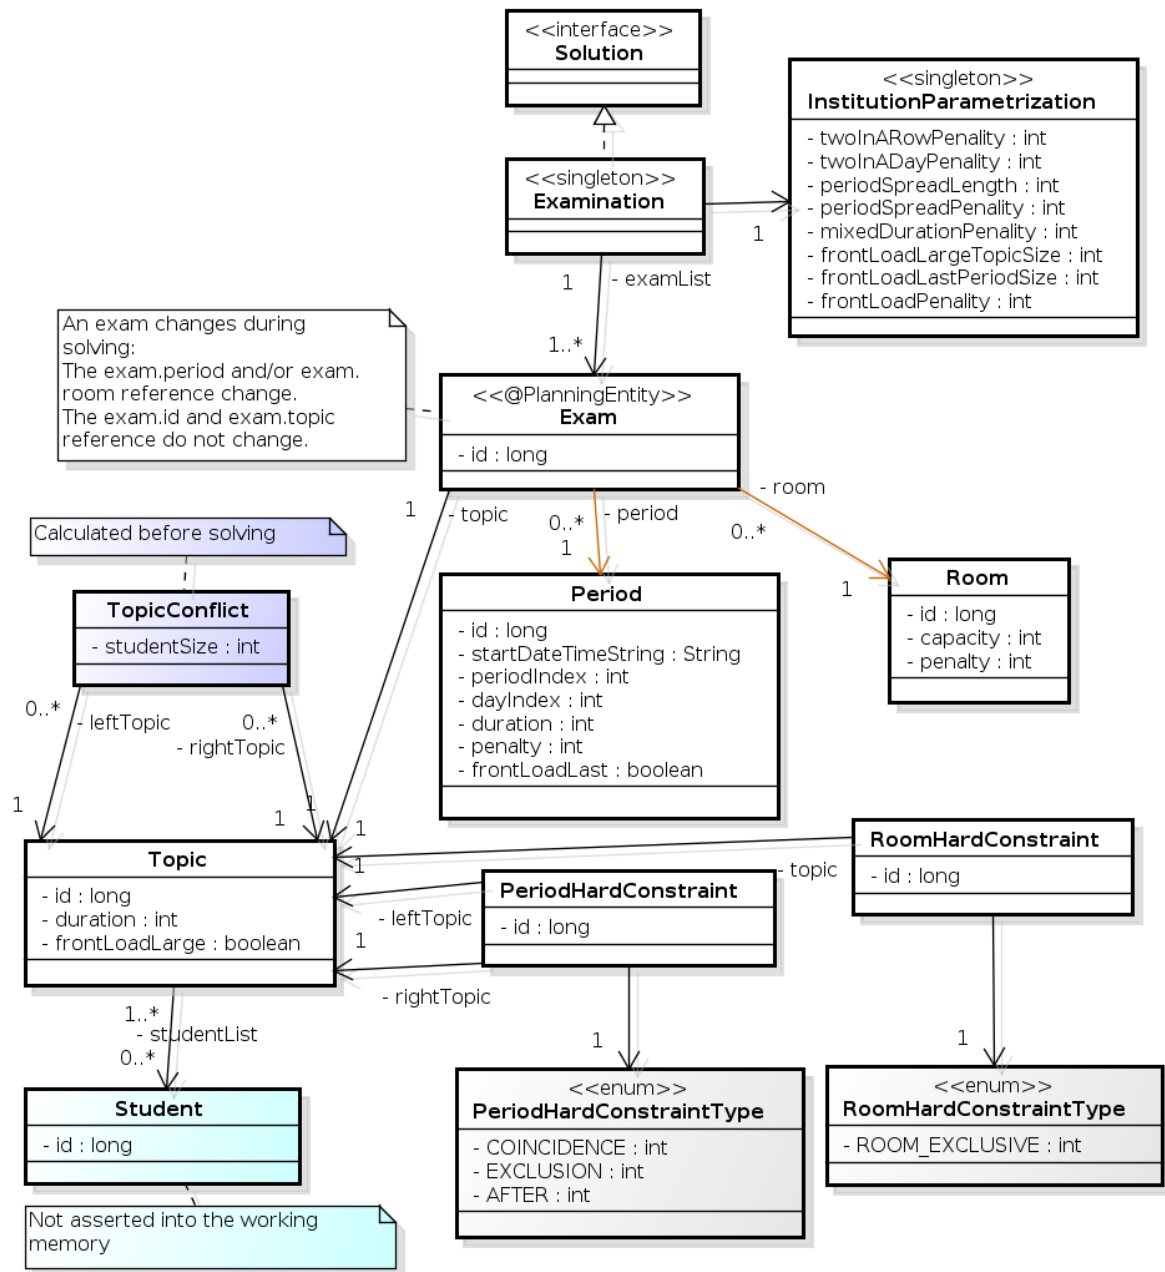 <<interface>>
Solution
<<singleton>>
InstitutionParametrization
- twoInARowPenality : int
- twoInADayPenality : int
- periodSpreadLength : int
- periodSpreadPenality : int
- mixedDurationPenality : int
- frontLoadLargeTopicSize : int
- frontLoadLastPeriodSize : int
- frontLoadPenality : int
<<singleton>>
Examination
1
1
- examList
1..*
An exam changes during
solving:
The exam.period and/or exam.
room reference change.
The exam.id and exam.topic
reference do not change.
<<@PlanningEntity>>
Exam
- id : long
1
- topic
0..*
1
- period
- room
0..*
1
Calculated before solving
TopicConflict
- studentSize : int
0..*
- leftTopic
0..*
- rightTopic
1
1
1
1
Period
- id : long
- startDateTimeString : String
- periodIndex : int
- dayIndex : int
- duration : int
- penalty : int
- frontLoadLast : boolean
Room
- id : long
- capacity : int
- penalty : int
Topic
- id : long
- duration : int
- frontLoadLarge : boolean
1
- leftTopic
1
- rightTopic
PeriodHardConstraint
- id : long
- topic
RoomHardConstraint
- id : long
1..*
- studentList
0..*
1
1
Student
- id : long
Not asserted into the working
memory
<<enum>>
PeriodHardConstraintType
- COINCIDENCE : int
- EXCLUSION : int
- AFTER : int
<<enum>>
RoomHardConstraintType
- ROOM_EXCLUSIVE : int